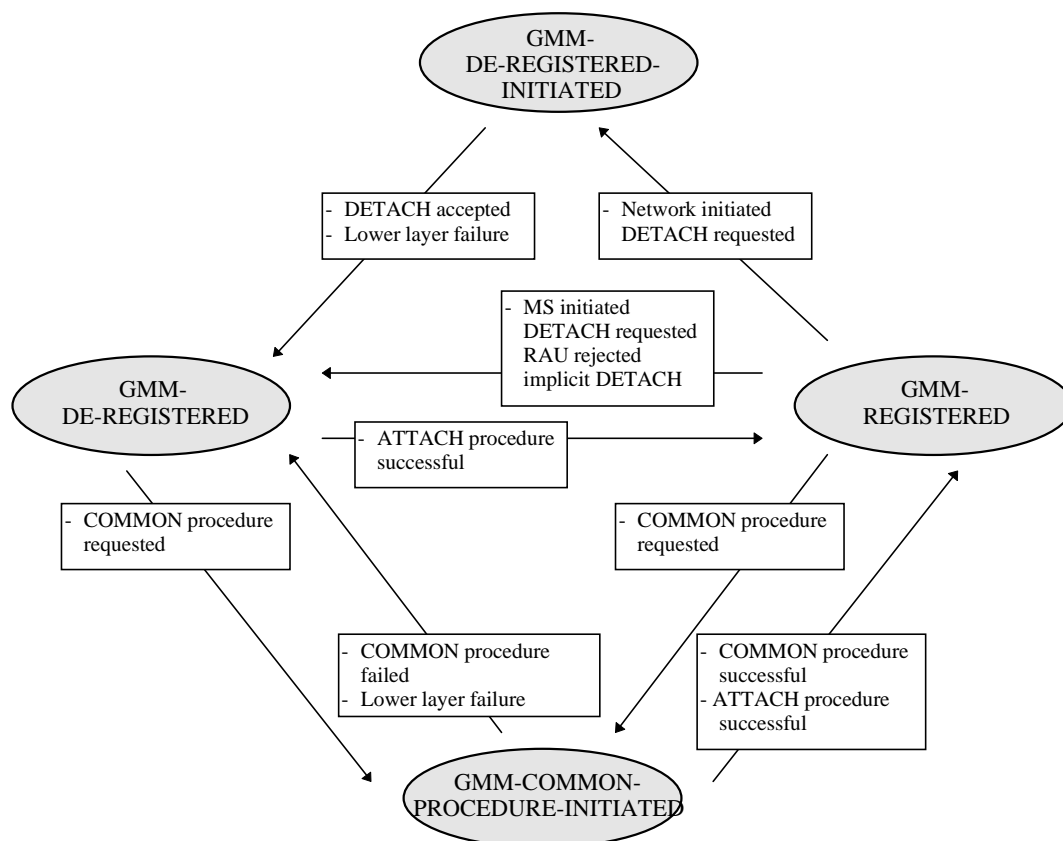 GMM-
DE-REGISTERED-
INITIATED
- DETACH accepted
- Lower layer failure
- Network initiated
DETACH requested
- MS initiated
DETACH requested
RAU rejected
implicit DETACH
GMM-
DE-REGISTERED
GMM-
REGISTERED
- ATTACH procedure
successful
- COMMON procedure
requested
- COMMON procedure
requested
- COMMON procedure
failed
- Lower layer failure
- COMMON procedure
successful
- ATTACH procedure
successful
GMM-COMMON-
PROCEDURE-INITIATED